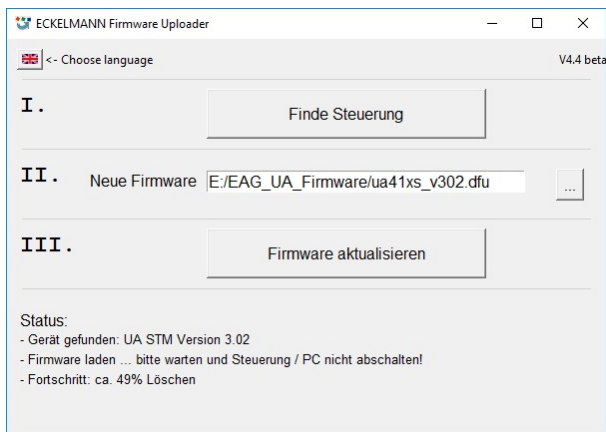 ECKELMANN Firmware Uploader
<- Choose language V4.4 beta
I. Finde Steuerung
II. Neue Firmware E:/EAG_UA_Firmware/ua41xs_v302.dfu ...
III. Firmware aktualisieren
Status:
- Gerät gefunden: UA STM Version 3.02
- Firmware laden ... bitte warten und Steuerung / PC nicht abschalten!
- Fortschritt: ca. 49% Löschen